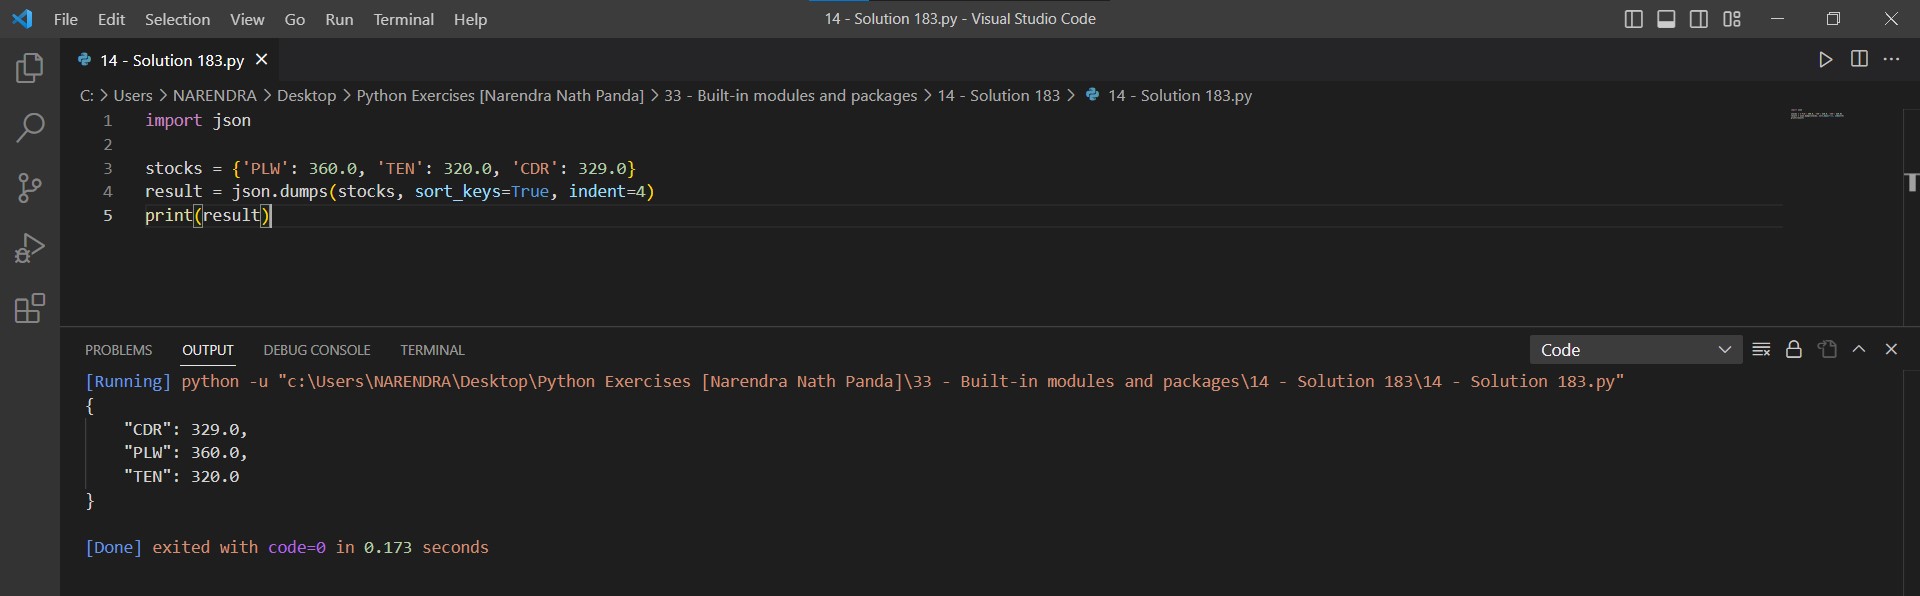 File Edit Selection View Go Run Terminal Help 14 - Solution 183.py - Visual Studio Code
14 - Solution 183.py
C: > Users > NARENDRA > Desktop > Python Exercises [Narendra Nath Panda] > 33 - Built-in modules and packages > 14 - Solution 183 > 14 - Solution 183.py
1 import json
2
3 stocks = {'PLW': 360.0, 'TEN': 320.0, 'CDR': 329.0}
4 result = json.dumps(stocks, sort_keys=True, indent=4)
5 print(result)
PROBLEMS OUTPUT DEBUG CONSOLE TERMINAL Code
[Running] python -u "c:\Users\NARENDRA\Desktop\Python Exercises [Narendra Nath Panda]\33 - Built-in modules and packages\14 - Solution 183\14 - Solution 183.py"
{
    "CDR": 329.0,
    "PLW": 360.0,
    "TEN": 320.0
}
[Done] exited with code=0 in 0.173 seconds